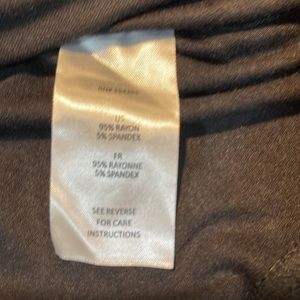 US
95% RAYON
5% SPANDEX
FR
95% RAYONNE
5% SPANDEX
SEE REVERSE
FOR CARE
INSTRUCTIONS